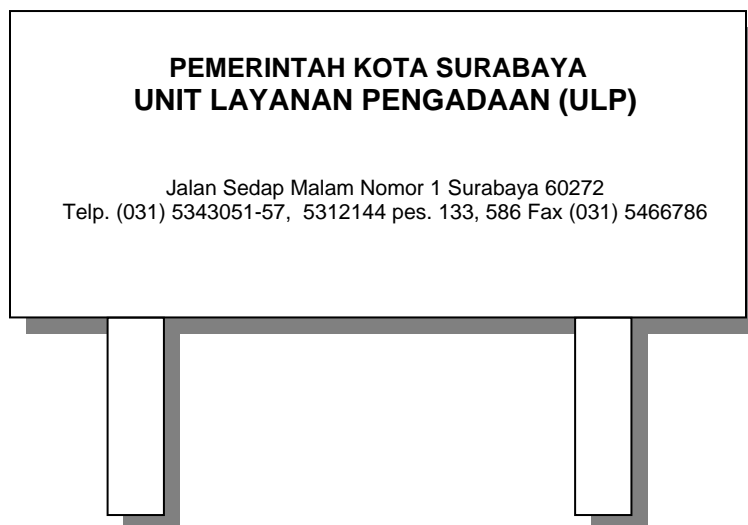 PEMERINTAH KOTA SURABAYA
UNIT LAYANAN PENGADAAN (ULP)
Jalan Sedap Malam Nomor 1 Surabaya 60272
Telp. (031) 5343051-57, 5312144 pes. 133, 586 Fax (031) 5466786